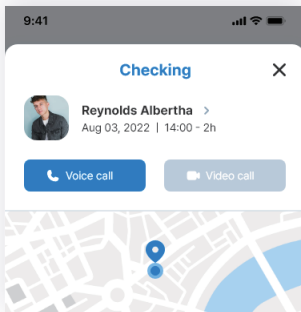 9:41
Checking
Reynolds Albertha
Aug 03, 2022 | 14:00 - 2h
Voice call
Video call